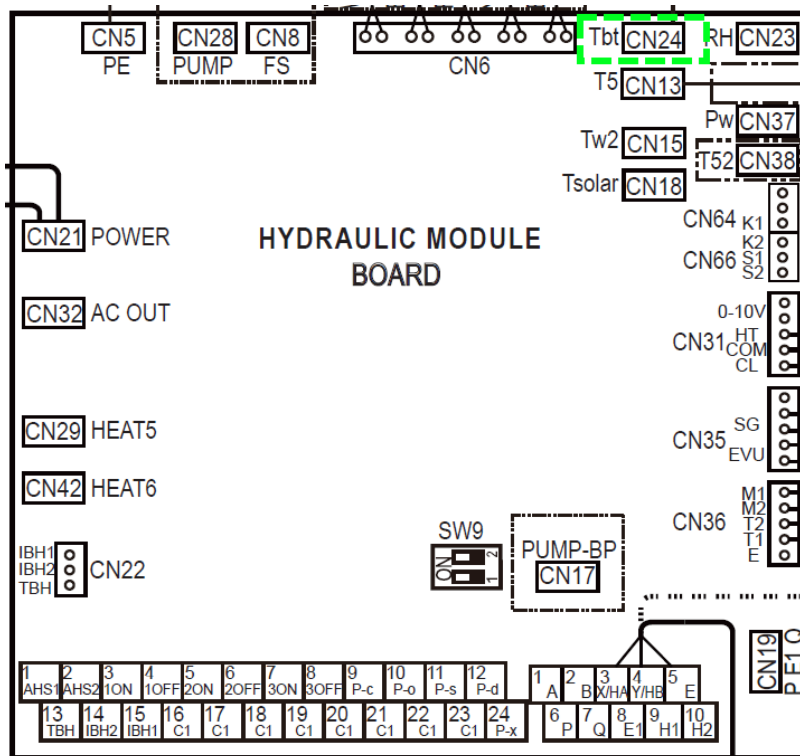 CN5
PE
CN28
PUMP
CN8
FS
CN6
Tbt CN24
RH CN23
T5 CN13
Pw CN37
Tw2 CN15
T52 CN38
Tsolar CN18
CN64 K1
K2
CN66 S1
S2
CN21 POWER
HYDRAULIC MODULE
BOARD
CN32 AC OUT
0-10V
HT
CN31 COM
CL
CN29 HEAT5
SG
CN35
EVU
CN42 HEAT6
M1
M2
CN36 T2
T1
E
SW9
ON
1 2
PUMP-BP
CN17
IBH1
IBH2 CN22
TBH
CN19
P E1 Q
1 2 3 4 5 6 7 8 9 10 11 12
AHS1 AHS2 1ON 1OFF 2ON 2OFF 3ON 3OFF P-c P-o P-s P-d
13 14 15 16 17 18 19 20 21 22 23 24
TBH IBH2 IBH1 C1 C1 C1 C1 C1 C1 C1 C1 P-x
1 2 3 4 5
A B X/HA Y/HB E
6 7 8 9 10
P Q E1 H1 H2